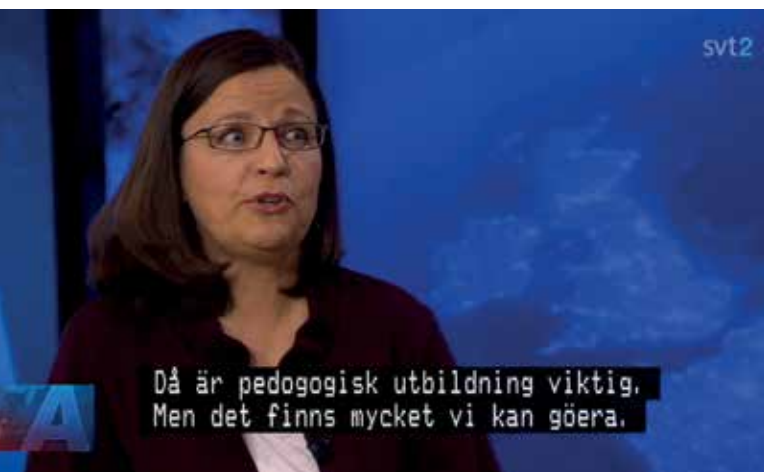 svt2
Då är pedogogisk utbildning viktig.
Men det finns mycket vi kan göera.
A